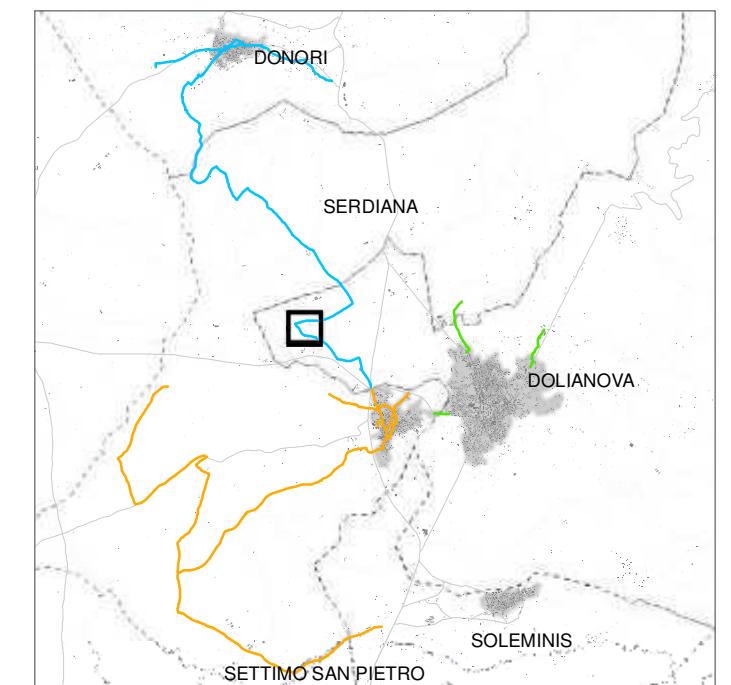 DONORI
SERDIANA
DOLIANOVA
SOLEMINIS
SETTIMO SAN PIETRO